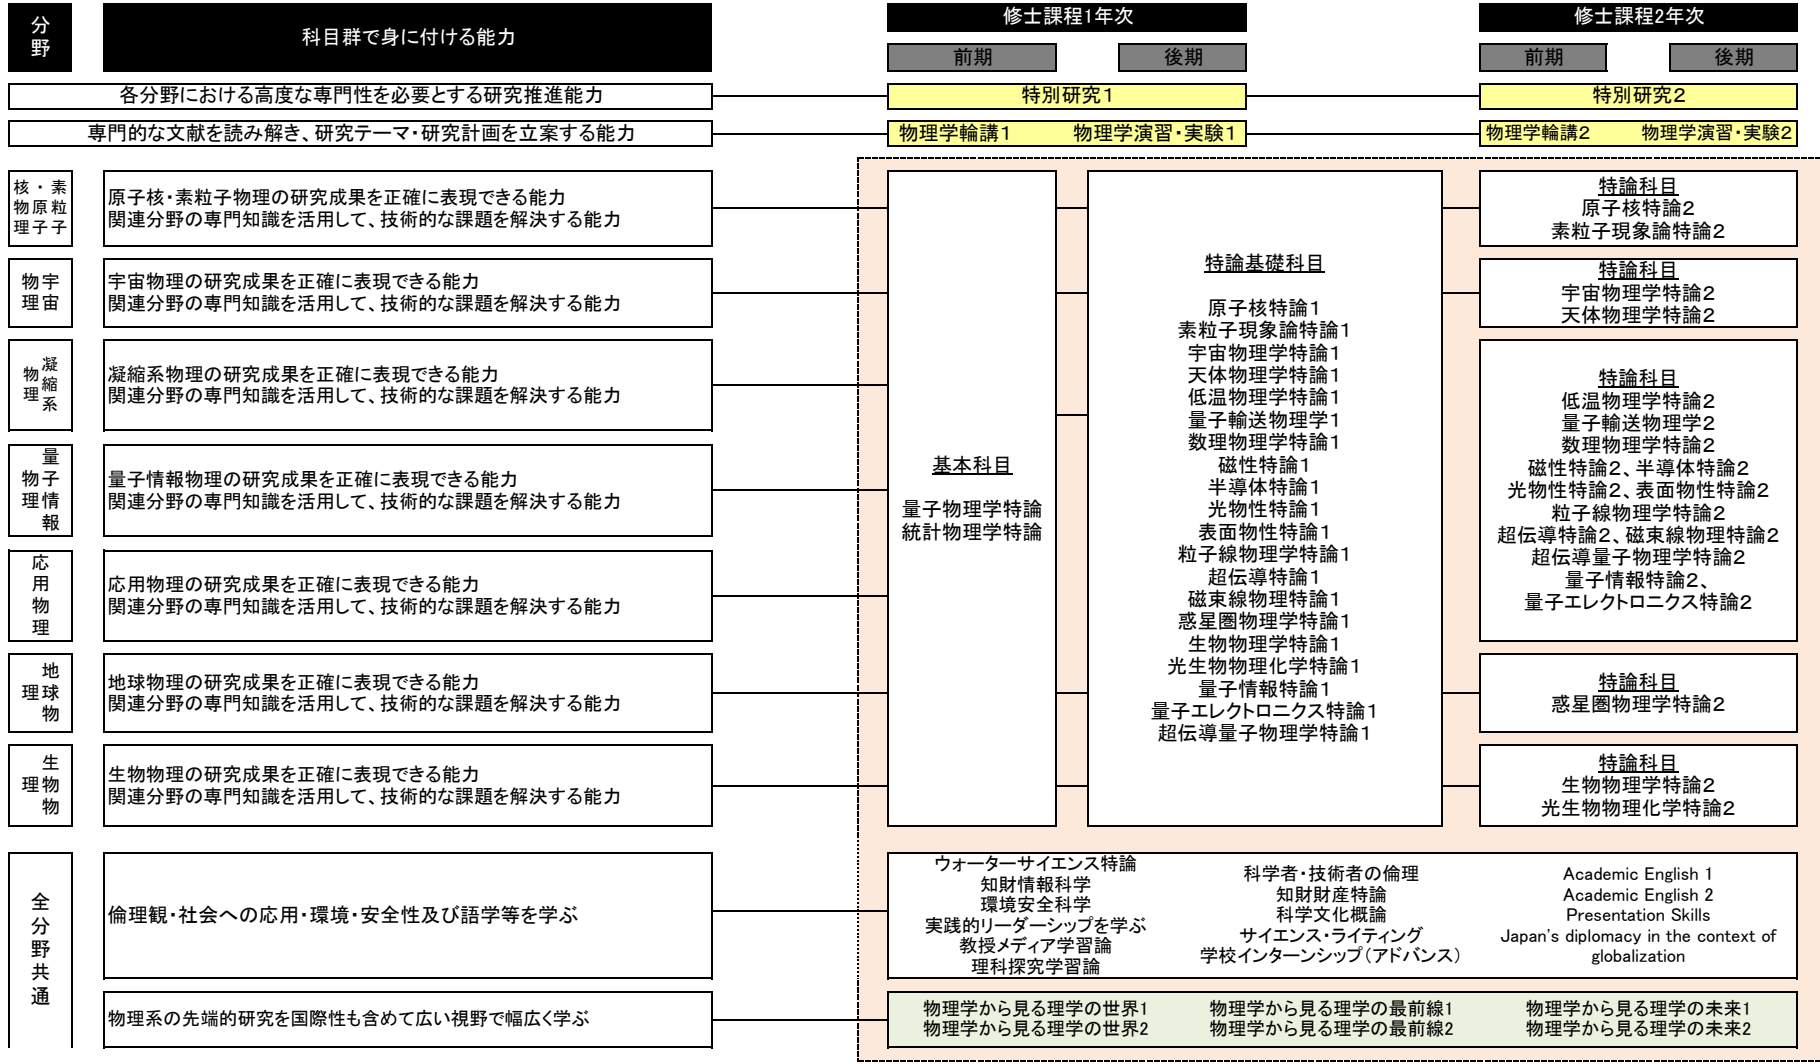 分野
科目群で身に付ける能力
修士課程1年次
修士課程2年次
前期
後期
前期
後期
各分野における高度な専門性を必要とする研究推進能力
特別研究1
特別研究2
専門的な文献を読み解き、研究テーマ・研究計画を立案する能力
物理学輪講1 物理学演習・実験1
物理学輪講2 物理学演習・実験2
素粒子・原子核物理
原子核・素粒子物理の研究成果を正確に表現できる能力
関連分野の専門知識を活用して、技術的な課題を解決する能力
宇宙物理
宇宙物理の研究成果を正確に表現できる能力
関連分野の専門知識を活用して、技術的な課題を解決する能力
凝縮系物理
凝縮系物理の研究成果を正確に表現できる能力
関連分野の専門知識を活用して、技術的な課題を解決する能力
量子情報物理
量子情報物理の研究成果を正確に表現できる能力
関連分野の専門知識を活用して、技術的な課題を解決する能力
応用物理
応用物理の研究成果を正確に表現できる能力
関連分野の専門知識を活用して、技術的な課題を解決する能力
地球物理
地球物理の研究成果を正確に表現できる能力
関連分野の専門知識を活用して、技術的な課題を解決する能力
生物物理
生物物理の研究成果を正確に表現できる能力
関連分野の専門知識を活用して、技術的な課題を解決する能力
基本科目
量子物理学特論
統計物理学特論
特論基礎科目
原子核特論1
素粒子現象論特論1
宇宙物理学特論1
天体物理学特論1
低温物理学特論1
量子輸送物理学1
数理物理学特論1
磁性特論1
半導体特論1
光物性特論1
表面物性特論1
粒子線物理学特論1
超伝導特論1
磁束線物理特論1
惑星圏物理学特論1
生物物理学特論1
光生物物理化学特論1
量子情報特論1
量子エレクトロニクス特論1
超伝導量子物理学特論1
特論科目
原子核特論2
素粒子現象論特論2
特論科目
宇宙物理学特論2
天体物理学特論2
特論科目
低温物理学特論2
量子輸送物理学2
数理物理学特論2
磁性特論2、半導体特論2
光物性特論2、表面物性特論2
粒子線物理学特論2
超伝導特論2、磁束線物理特論2
超伝導量子物理学特論2
量子情報特論2、
量子エレクトロニクス特論2
特論科目
惑星圏物理学特論2
特論科目
生物物理学特論2
光生物物理化学特論2
全分野共通
倫理観・社会への応用・環境・安全性及び語学等を学ぶ
ウォーターサイエンス特論
知財情報科学
環境安全科学
実践的リーダーシップを学ぶ
教授メディア学習論
理科探究学習論
科学者・技術者の倫理
知財財産特論
科学文化概論
サイエンス・ライティング
学校インターンシップ(アドバンス)
Academic English 1
Academic English 2
Presentation Skills
Japan's diplomacy in the context of
globalization
物理系の先端的研究を国際性も含めて広い視野で幅広く学ぶ
物理学から見る理学の世界1
物理学から見る理学の世界2
物理学から見る理学の最前線1
物理学から見る理学の最前線2
物理学から見る理学の未来1
物理学から見る理学の未来2